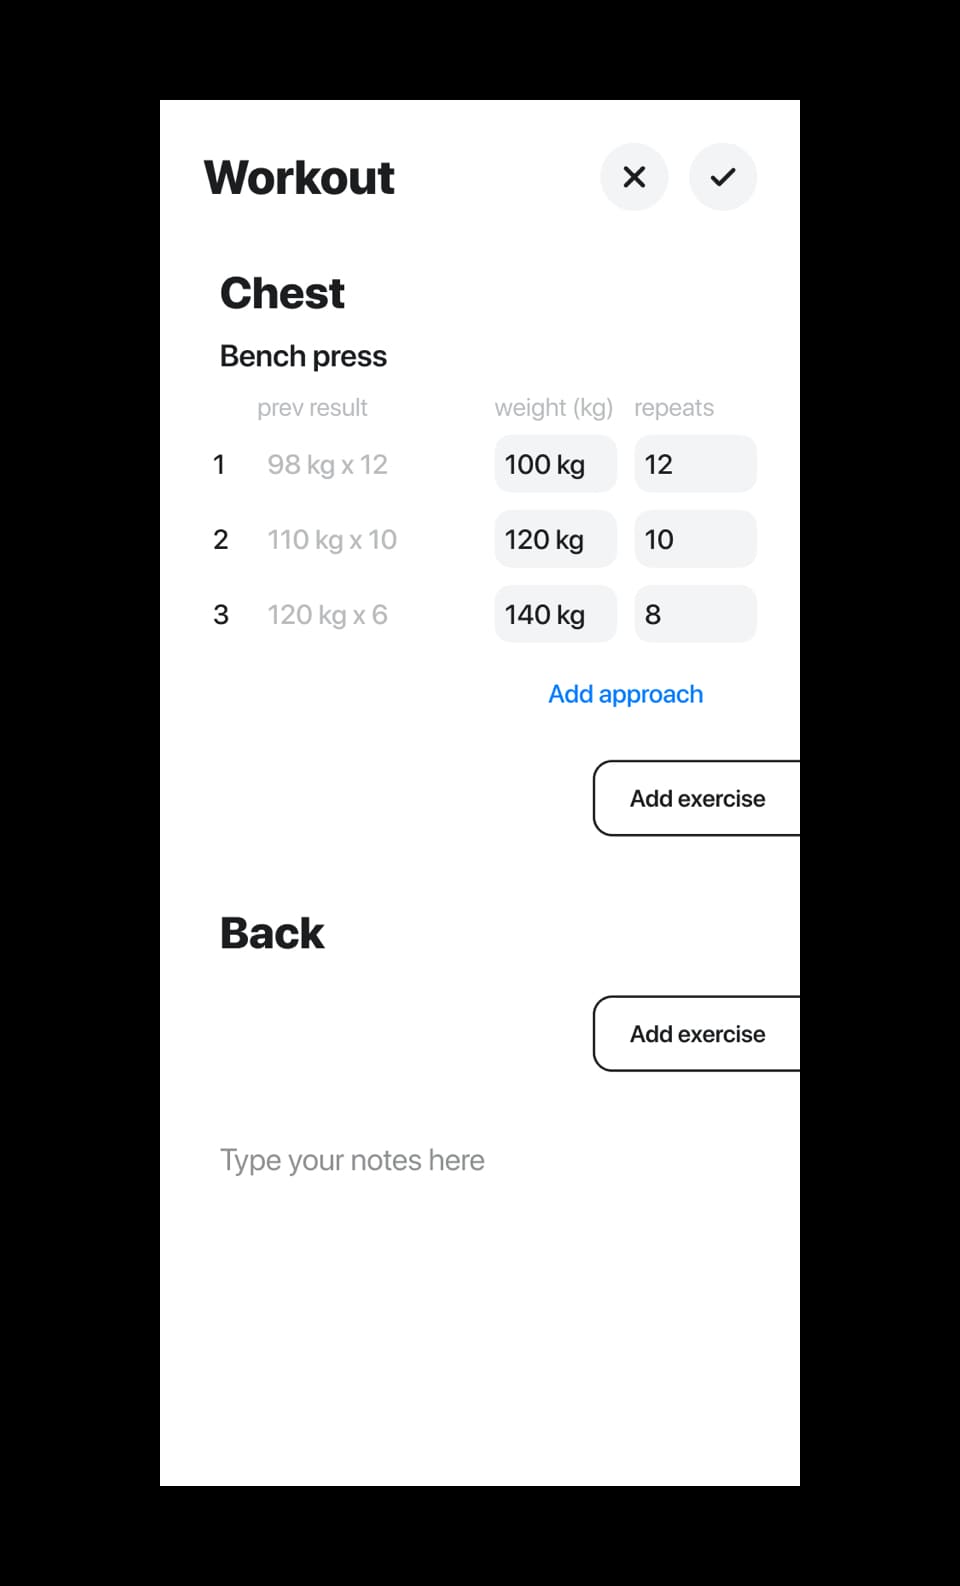 Workout
Chest
Bench press
prev result weight (kg) repeats
1 98 kg x 12 100 kg 12
2 110 kg x 10 120 kg 10
3 120 kg x 6 140 kg 8
Add approach
Add exercise
Back
Add exercise
Type your notes here